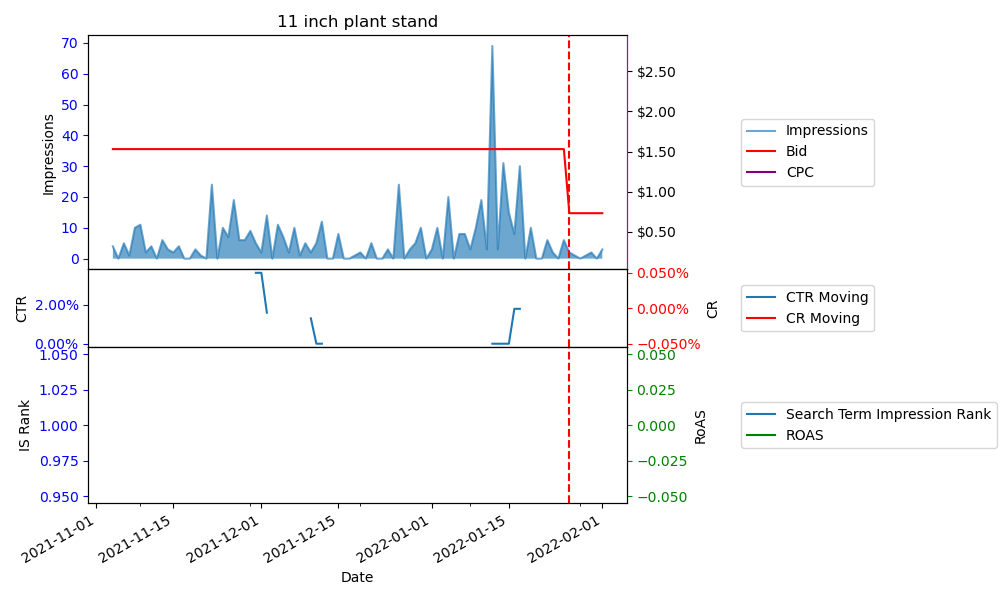 11 inch plant stand
70
60
50
40
30
20
10
0
Impressions
$2.50
$2.00
$1.50
$1.00
$0.50
Impressions
Bid
CPC
2.00%
0.00%
CTR
0.050%
0.000%
−0.050%
CR
CTR Moving
CR Moving
1.050
1.025
1.000
0.975
0.950
IS Rank
0.050
0.025
0.000
−0.025
−0.050
RoAS
Search Term Impression Rank
ROAS
2021-11-01
2021-11-15
2021-12-01
2021-12-15
2022-01-01
2022-01-15
2022-02-01
Date